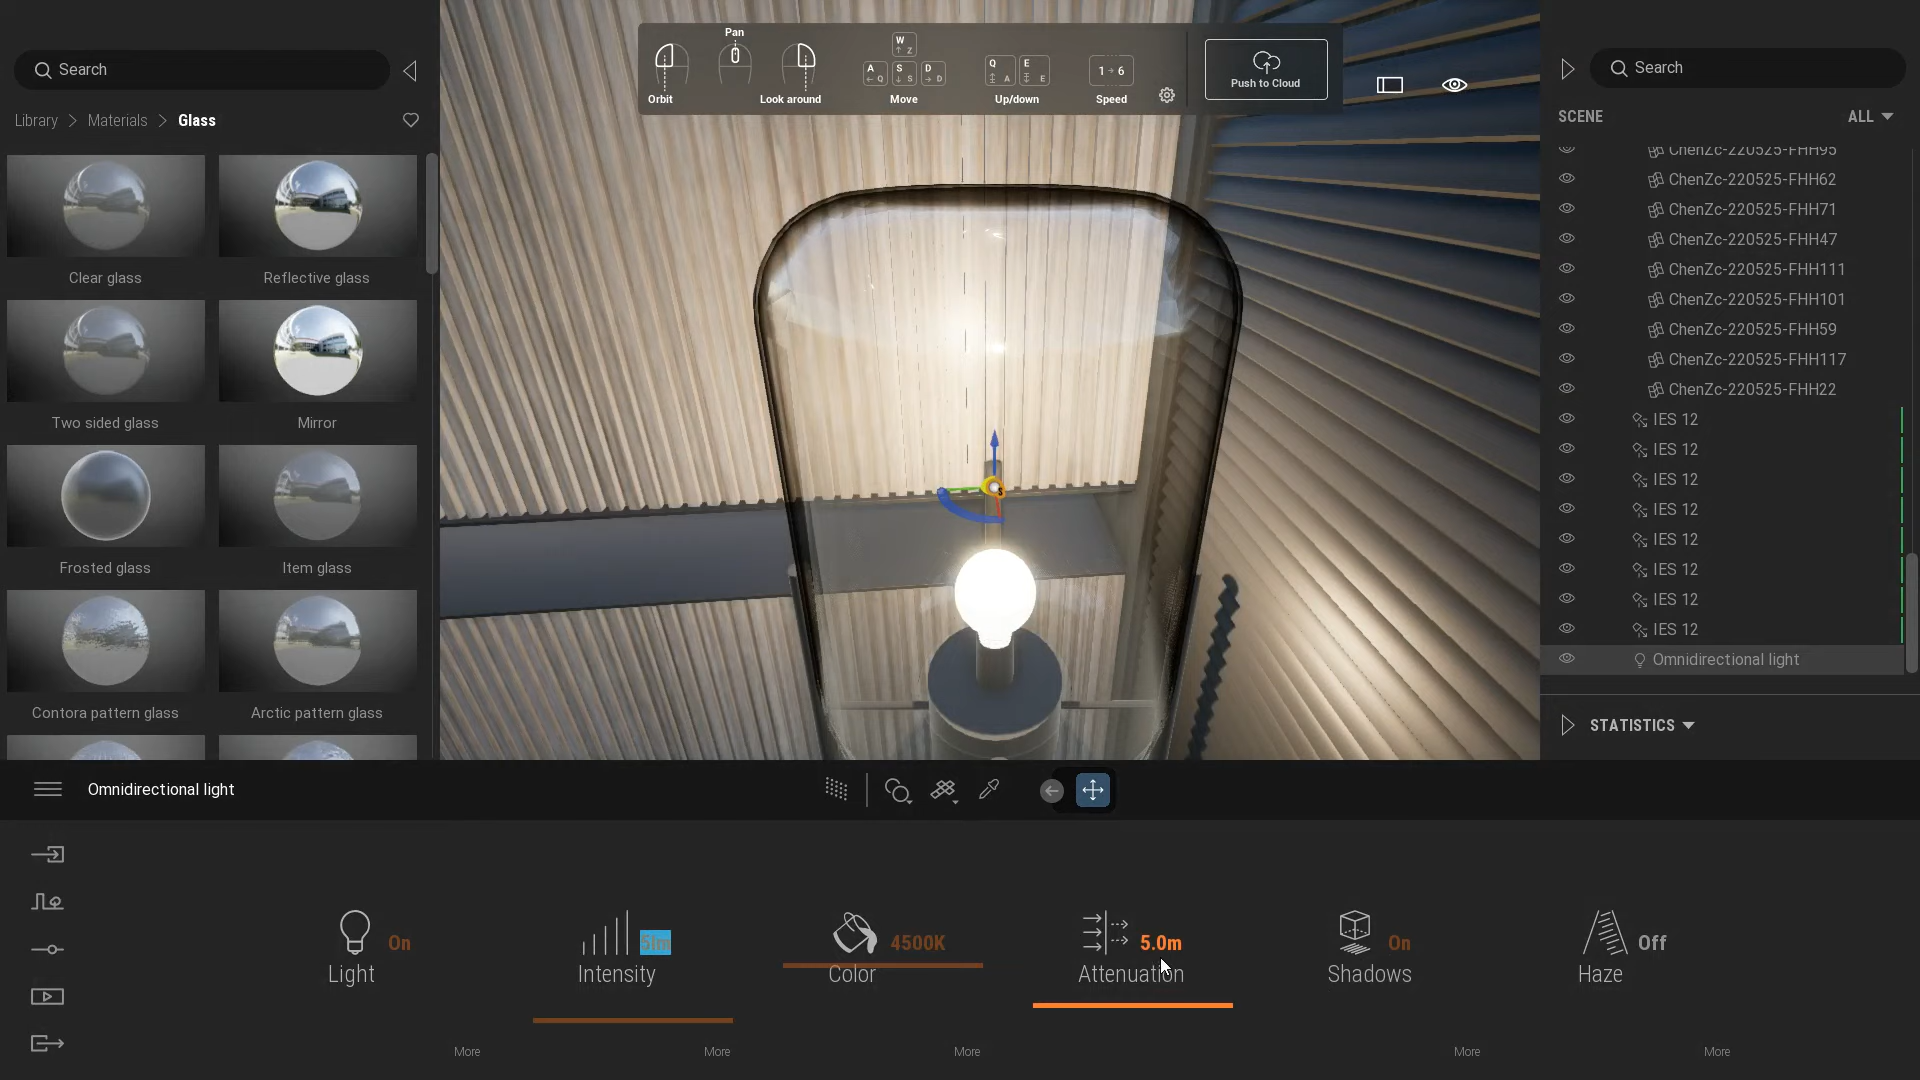 Search
Library
Materials
Glass
Clear glass
Reflective glass
Two sided glass
Mirror
Frosted glass
Item glass
Contora pattern glass
Arctic pattern glass
Pan
Orbit
Look around
W
Z
A
Q
S
S
D
D
Move
Q
A
E
E
Up/down
1 6
Speed
Push to Cloud
Search
SCENE
ALL
ChenZc-220525-FHH95
ChenZc-220525-FHH62
ChenZc-220525-FHH71
ChenZc-220525-FHH47
ChenZc-220525-FHH111
ChenZc-220525-FHH101
ChenZc-220525-FHH59
ChenZc-220525-FHH117
ChenZc-220525-FHH22
IES 12
IES 12
IES 12
IES 12
IES 12
IES 12
IES 12
IES 12
Omnidirectional light
STATISTICS
Omnidirectional light
Light
On
Intensity
5lm
Color
4500K
Attenuation
5.0m
Shadows
On
Haze
Off
More
More
More
More
More